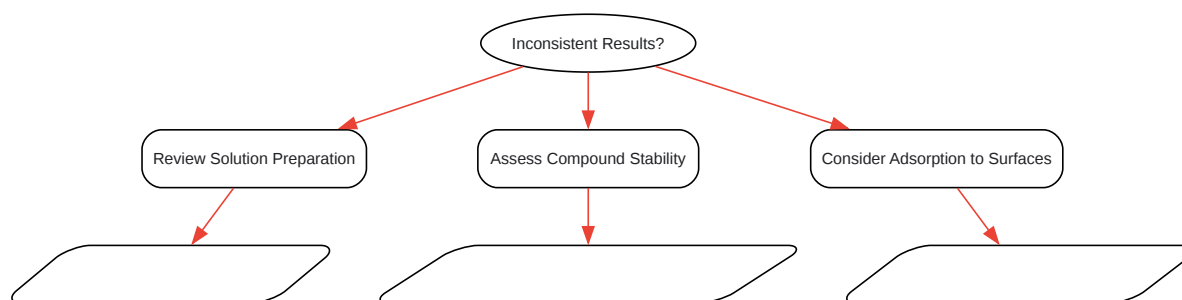 Inconsistent Results?
Review Solution Preparation
Assess Compound Stability
Consider Adsorption to Surfaces